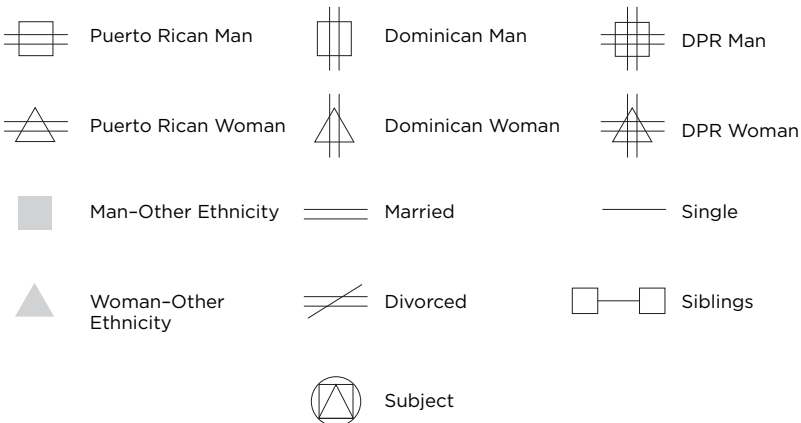 Puerto Rican Man
Dominican Man
DPR Man
Puerto Rican Woman
Dominican Woman
DPR Woman
Man–Other Ethnicity
Married
Single
Woman–Other
Ethnicity
Divorced
Siblings
Subject